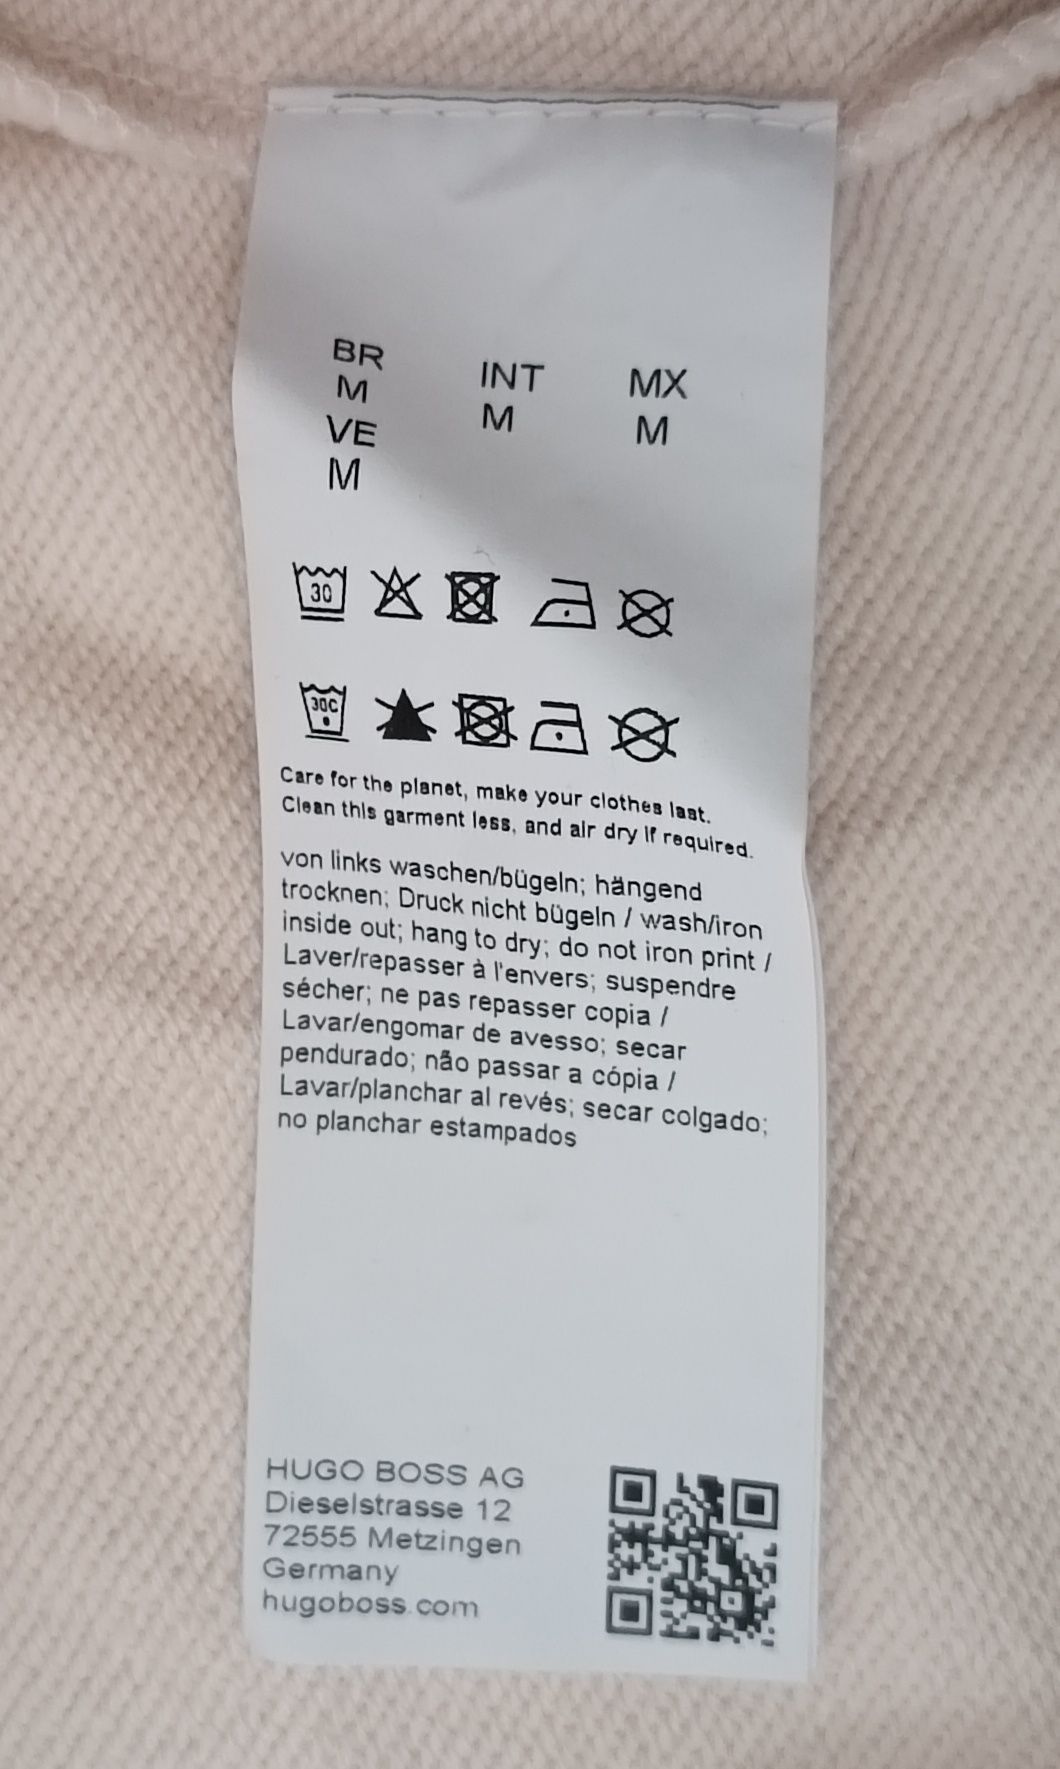 BR INT MX
M M M
VE
M
30
30C
Care for the planet, make your clothes last.
Clean this garment less, and air dry if required.
von links waschen/bügeln; hängend
trocknen; Druck nicht bügeln / wash/iron
inside out; hang to dry; do not iron print /
Laver/repasser à l'envers; suspendre
sécher; ne pas repasser copia /
Lavar/engomar de avesso; secar
pendurado; não passar a cópia /
Lavar/planchar al revés; secar colgado;
no planchar estampados
HUGO BOSS AG
Dieselstrasse 12
72555 Metzingen
Germany
hugoboss.com